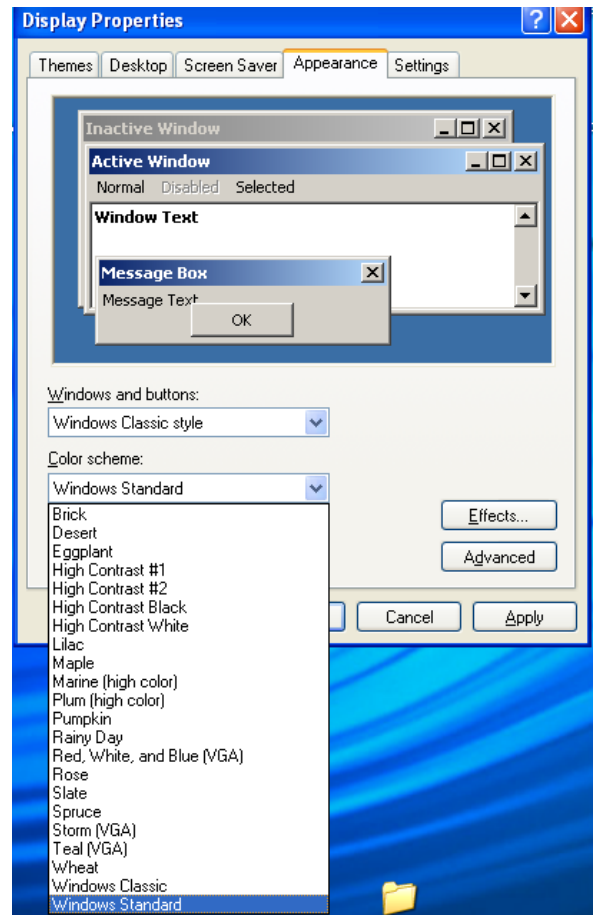 Display Properties
Themes Desktop Screen Saver Appearance Settings
Inactive Window
Active Window
Normal Disabled Selected
Window Text
Message Box
Message Text
OK
Windows and buttons:
Windows Classic style
Color scheme:
Windows Standard
Effects...
Advanced
Brick
Desert
Eggplant
High Contrast #1
High Contrast #2
High Contrast Black
High Contrast White
Lilac
Maple
Marine (high color)
Plum (high color)
Pumpkin
Rainy Day
Red, White, and Blue (VGA)
Rose
Slate
Spruce
Storm (VGA)
Teal (VGA)
Wheat
Windows Classic
Windows Standard
Cancel Apply